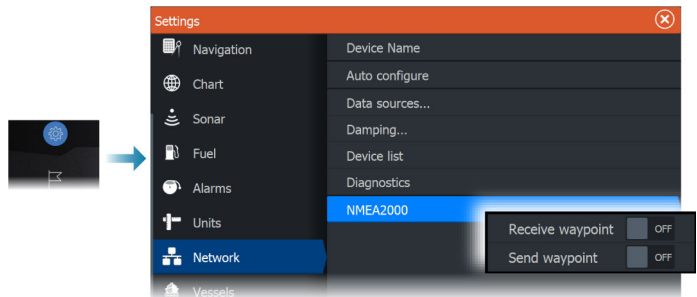 Settings
Navigation
Chart
Sonar
Fuel
Alarms
Units
Network
Vessels
Device Name
Auto configure
Data sources...
Damping...
Device list
Diagnostics
NMEA2000
Receive waypoint OFF
Send waypoint OFF